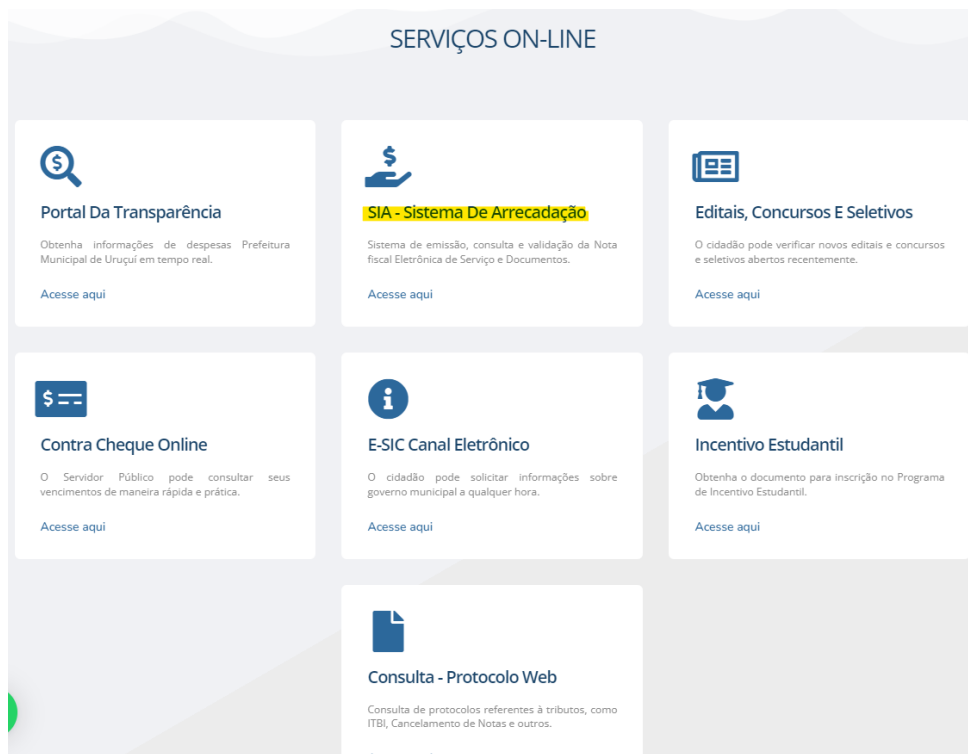 SERVIÇOS ON-LINE
Portal Da Transparência
Obtenha informações de despesas Prefeitura
Municipal de Uruçuí em tempo real.
Acesse aqui
SIA - Sistema De Arrecadação
Sistema de emissão, consulta e validação da Nota
fiscal Eletrônica de Serviço e Documentos.
Acesse aqui
Editais, Concursos E Seletivos
O cidadão pode verificar novos editais e concursos
e seletivos abertos recentemente.
Acesse aqui
Contra Cheque Online
O Servidor Público pode consultar seus
vencimentos de maneira rápida e prática.
Acesse aqui
E-SIC Canal Eletrônico
O cidadão pode solicitar informações sobre
governo municipal a qualquer hora.
Acesse aqui
Incentivo Estudantil
Obtenha o documento para inscrição no Programa
de Incentivo Estudantil.
Acesse aqui
Consulta - Protocolo Web
Consulta de protocolos referentes à tributos, como
ITBI, Cancelamento de Notas e outros.